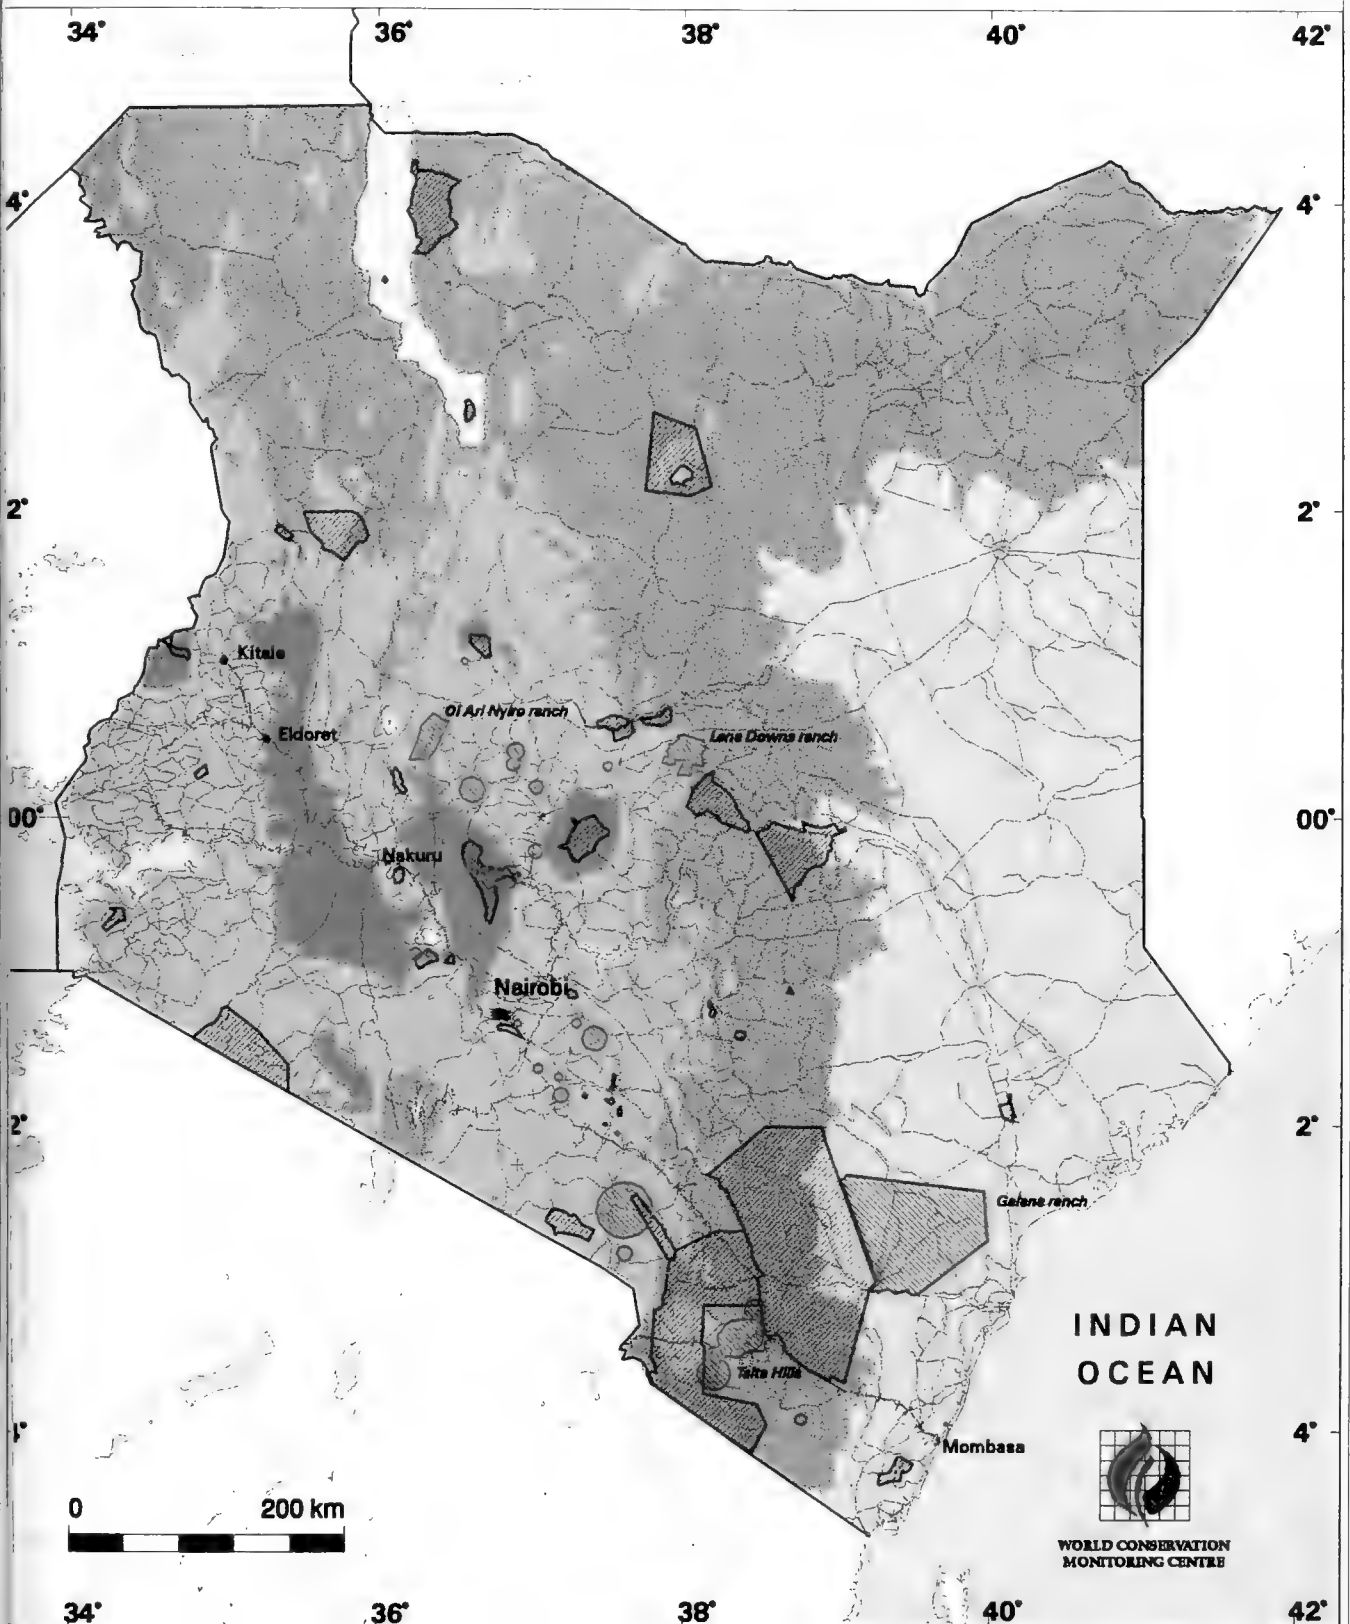 34° 36° 38° 40° 42°
4° 4°
2° 2°
Kitale
Ol Ari Nyiro ranch
Eldoret
Lens Downs ranch
00° 00°
Nakuru
Nairobi
2° 2°
Galana ranch
INDIAN
OCEAN
Taita Hills
4° 4°
Mombasa
0 200 km
WORLD CONSERVATION
MONITORING CENTRE
34° 36° 38° 40° 42°